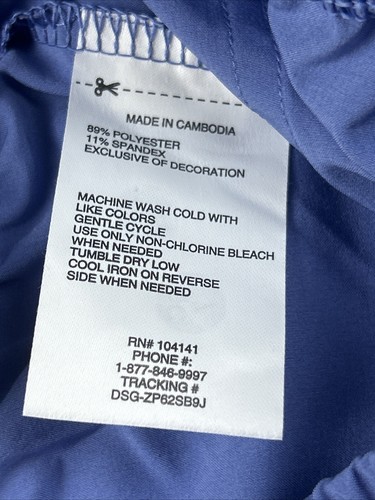 MADE IN CAMBODIA
89% POLYESTER
11% SPANDEX
EXCLUSIVE OF DECORATION
MACHINE WASH COLD WITH
LIKE COLORS
GENTLE CYCLE
USE ONLY NON-CHLORINE BLEACH
WHEN NEEDED
TUMBLE DRY LOW
COOL IRON ON REVERSE
SIDE WHEN NEEDED
RN# 104141
PHONE #:
1-877-846-9997
TRACKING #
DSG-ZP62SB9J